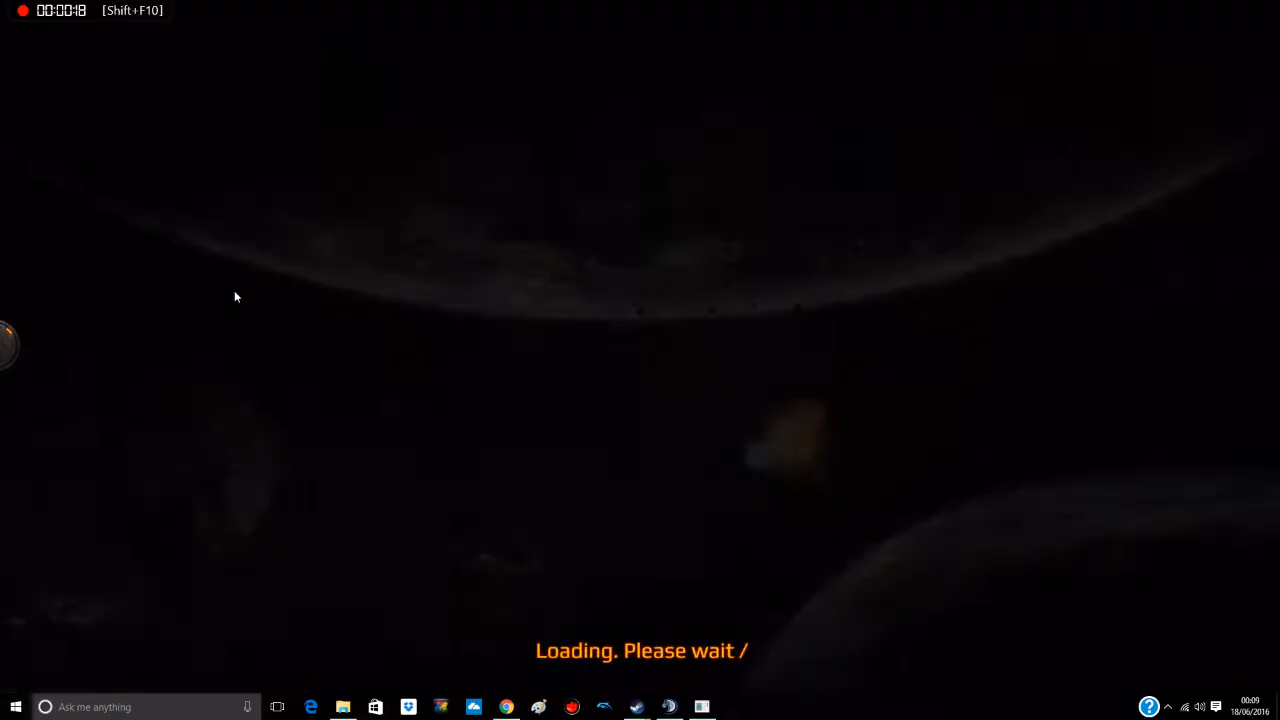 00:00:18 [Shift+F10]
Loading. Please wait /
Ask me anything
00:09
18/06/2016